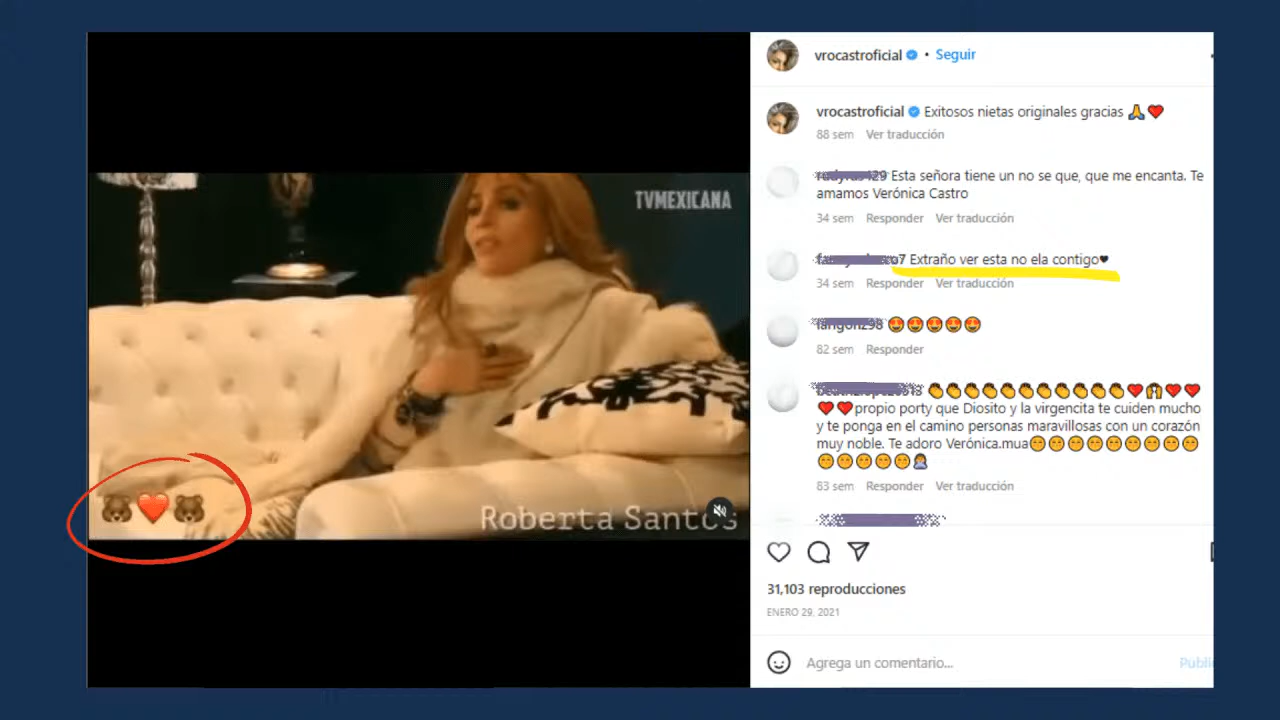 vrocastroficial • Seguir
vrocastroficial Exitosos nietas originales gracias 🙏❤️
88 sem Ver traducción
Esta señora tiene un no se que, que me encanta. Te
amamos Verónica Castro
34 sem Responder Ver traducción
Extraño ver esta no ela contigo♥
34 sem Responder Ver traducción
😍😍😍😍😍
82 sem Responder
👏👏👏👏👏👏👏👏👏👏👏❤️🙌❤️❤️
❤️❤️propio porty que Diosito y la virgencita te cuiden mucho
y te ponga en el camino personas maravillosas con un corazón
muy noble. Te adoro Verónica.mua😊😊😊😊😊😊😊😊😊
😊😊😊😊😊🤷
83 sem Responder Ver traducción
31,103 reproducciones
ENERO 29, 2021
Agrega un comentario...
Public
TVMEXICANA
🐻❤️🐻
Roberta Santos